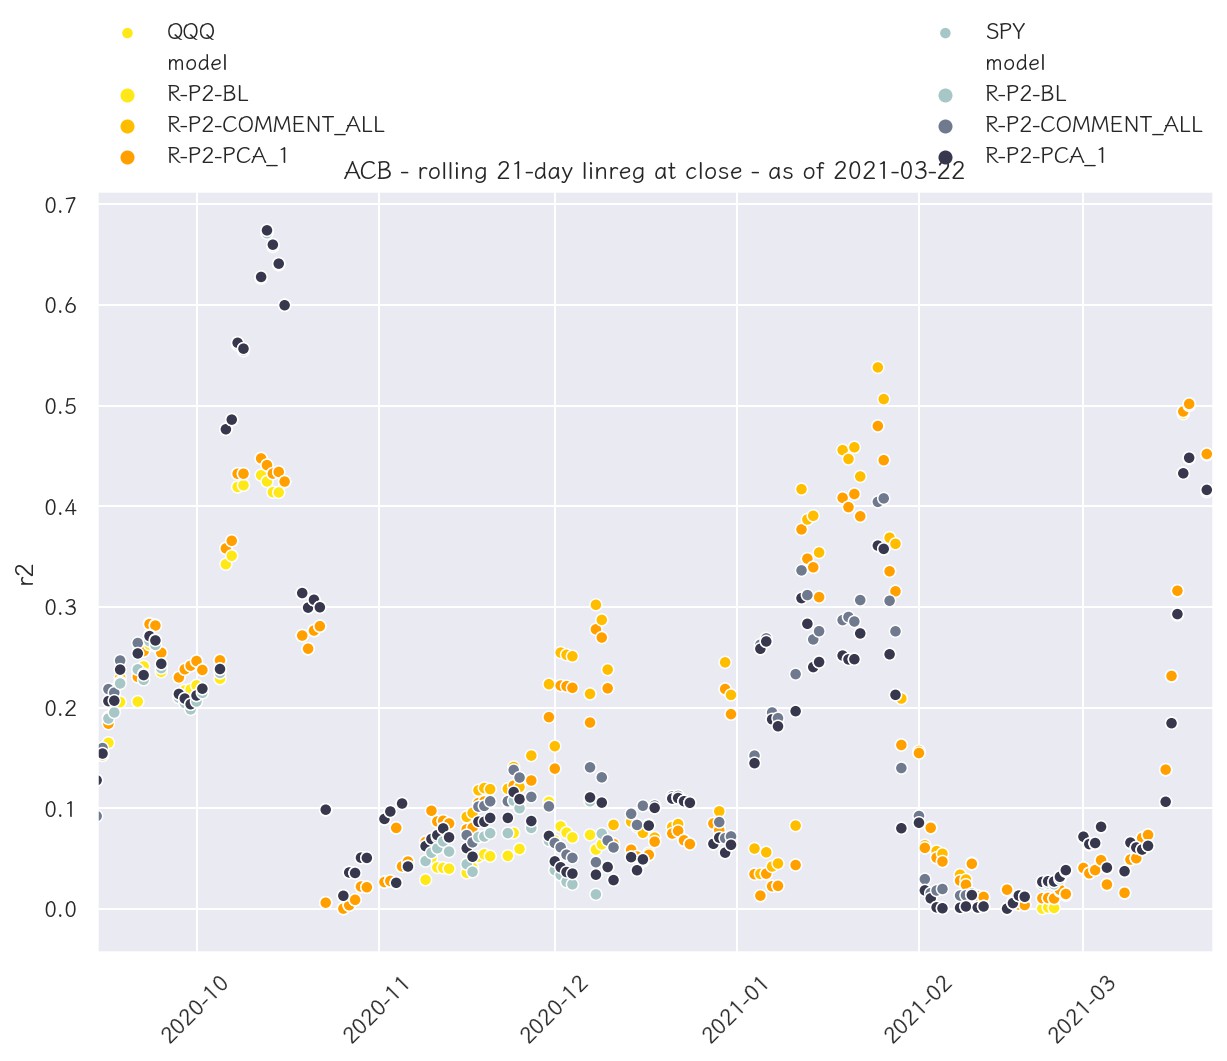 QQQ
model
R-P2-BL
R-P2-COMMENT_ALL
R-P2-PCA_1
SPY
model
R-P2-BL
R-P2-COMMENT_ALL
R-P2-PCA_1
ACB - rolling 21-day linreg at close - as of 2021-03-22
0.7
0.6
0.5
0.4
0.3
0.2
0.1
0.0
r2
2020-10
2020-11
2020-12
2021-01
2021-02
2021-03